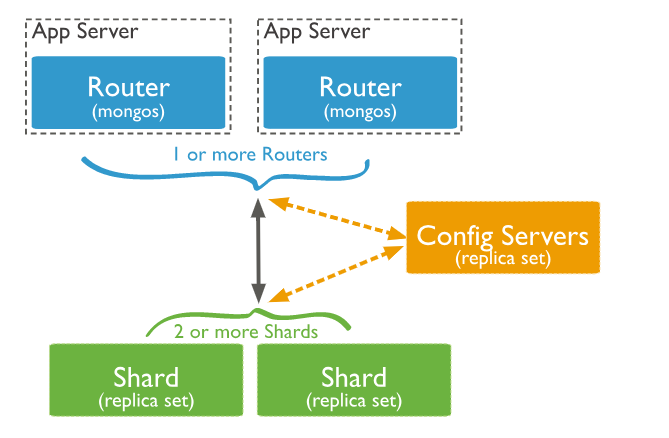 App Server
App Server
Router
(mongos)
Router
(mongos)
1 or more Routers
Config Servers
(replica set)
2 or more Shards
Shard
(replica set)
Shard
(replica set)